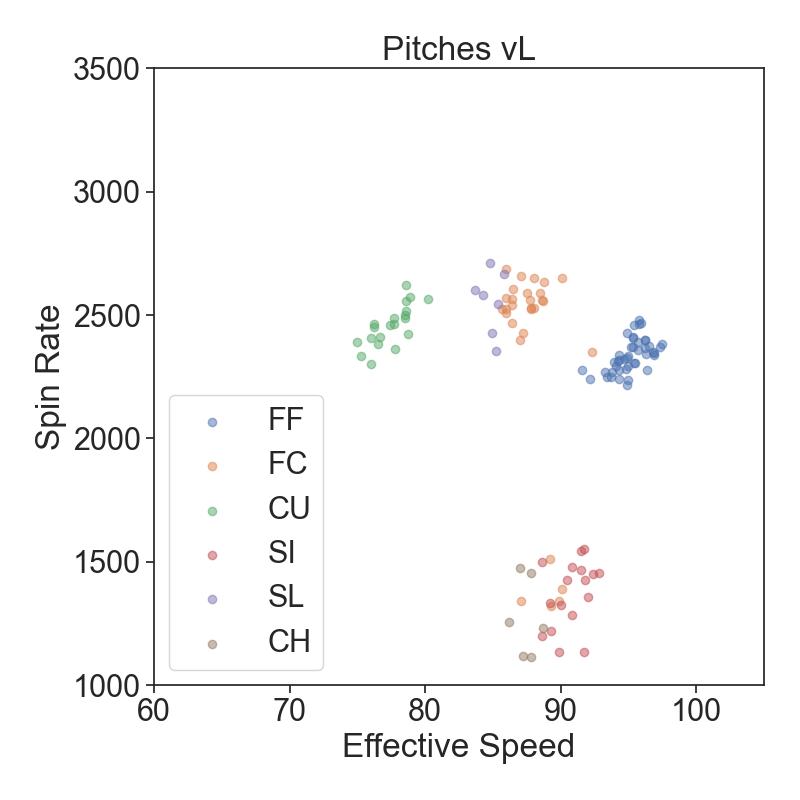 Pitches vL
3500
3000
2500
2000
1500
1000
Spin Rate
FF
FC
CU
SI
SL
CH
60 70 80 90 100
Effective Speed